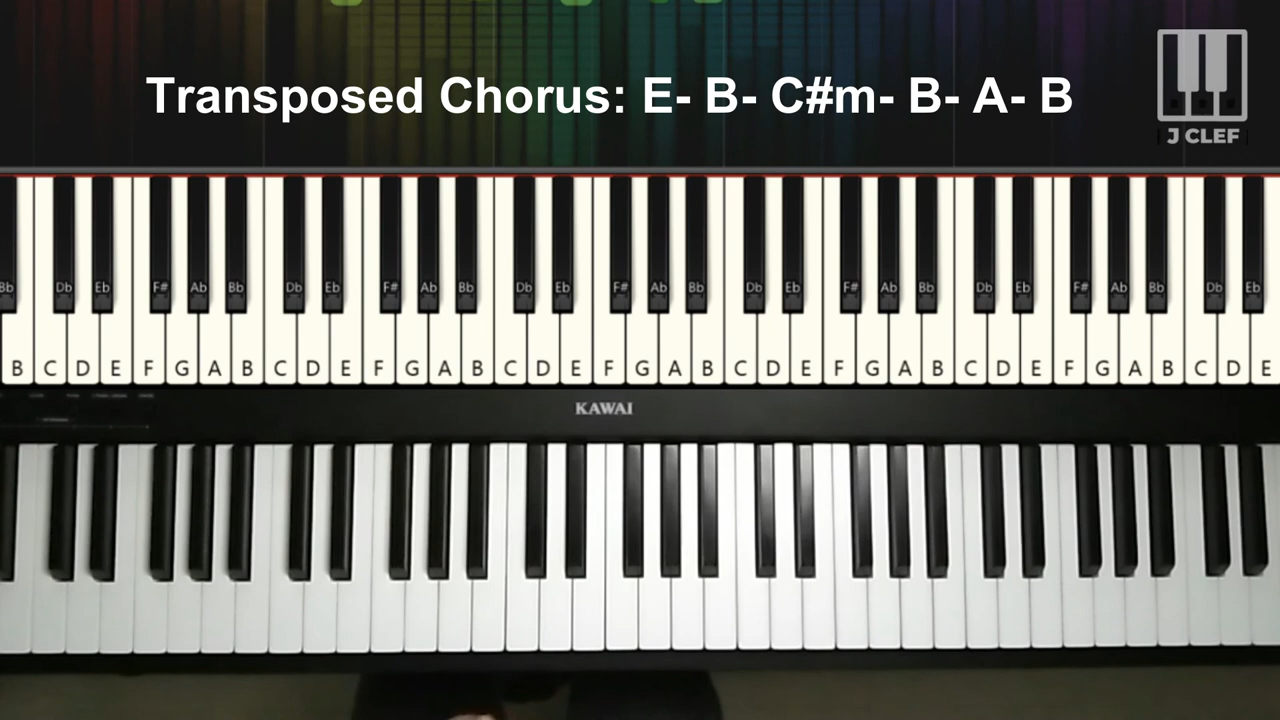 Transposed Chorus: E- B- C#m- B- A- B
J CLEF
Bb Db Eb F# Ab Bb Db Eb F# Ab Bb Db Eb F# Ab Bb Db Eb F# Ab Bb Db Eb F# Ab Bb Db Eb
B C D E F G A B C D E F G A B C D E F G A B C D E F G A B C D E F G A B C D E
KAWAI